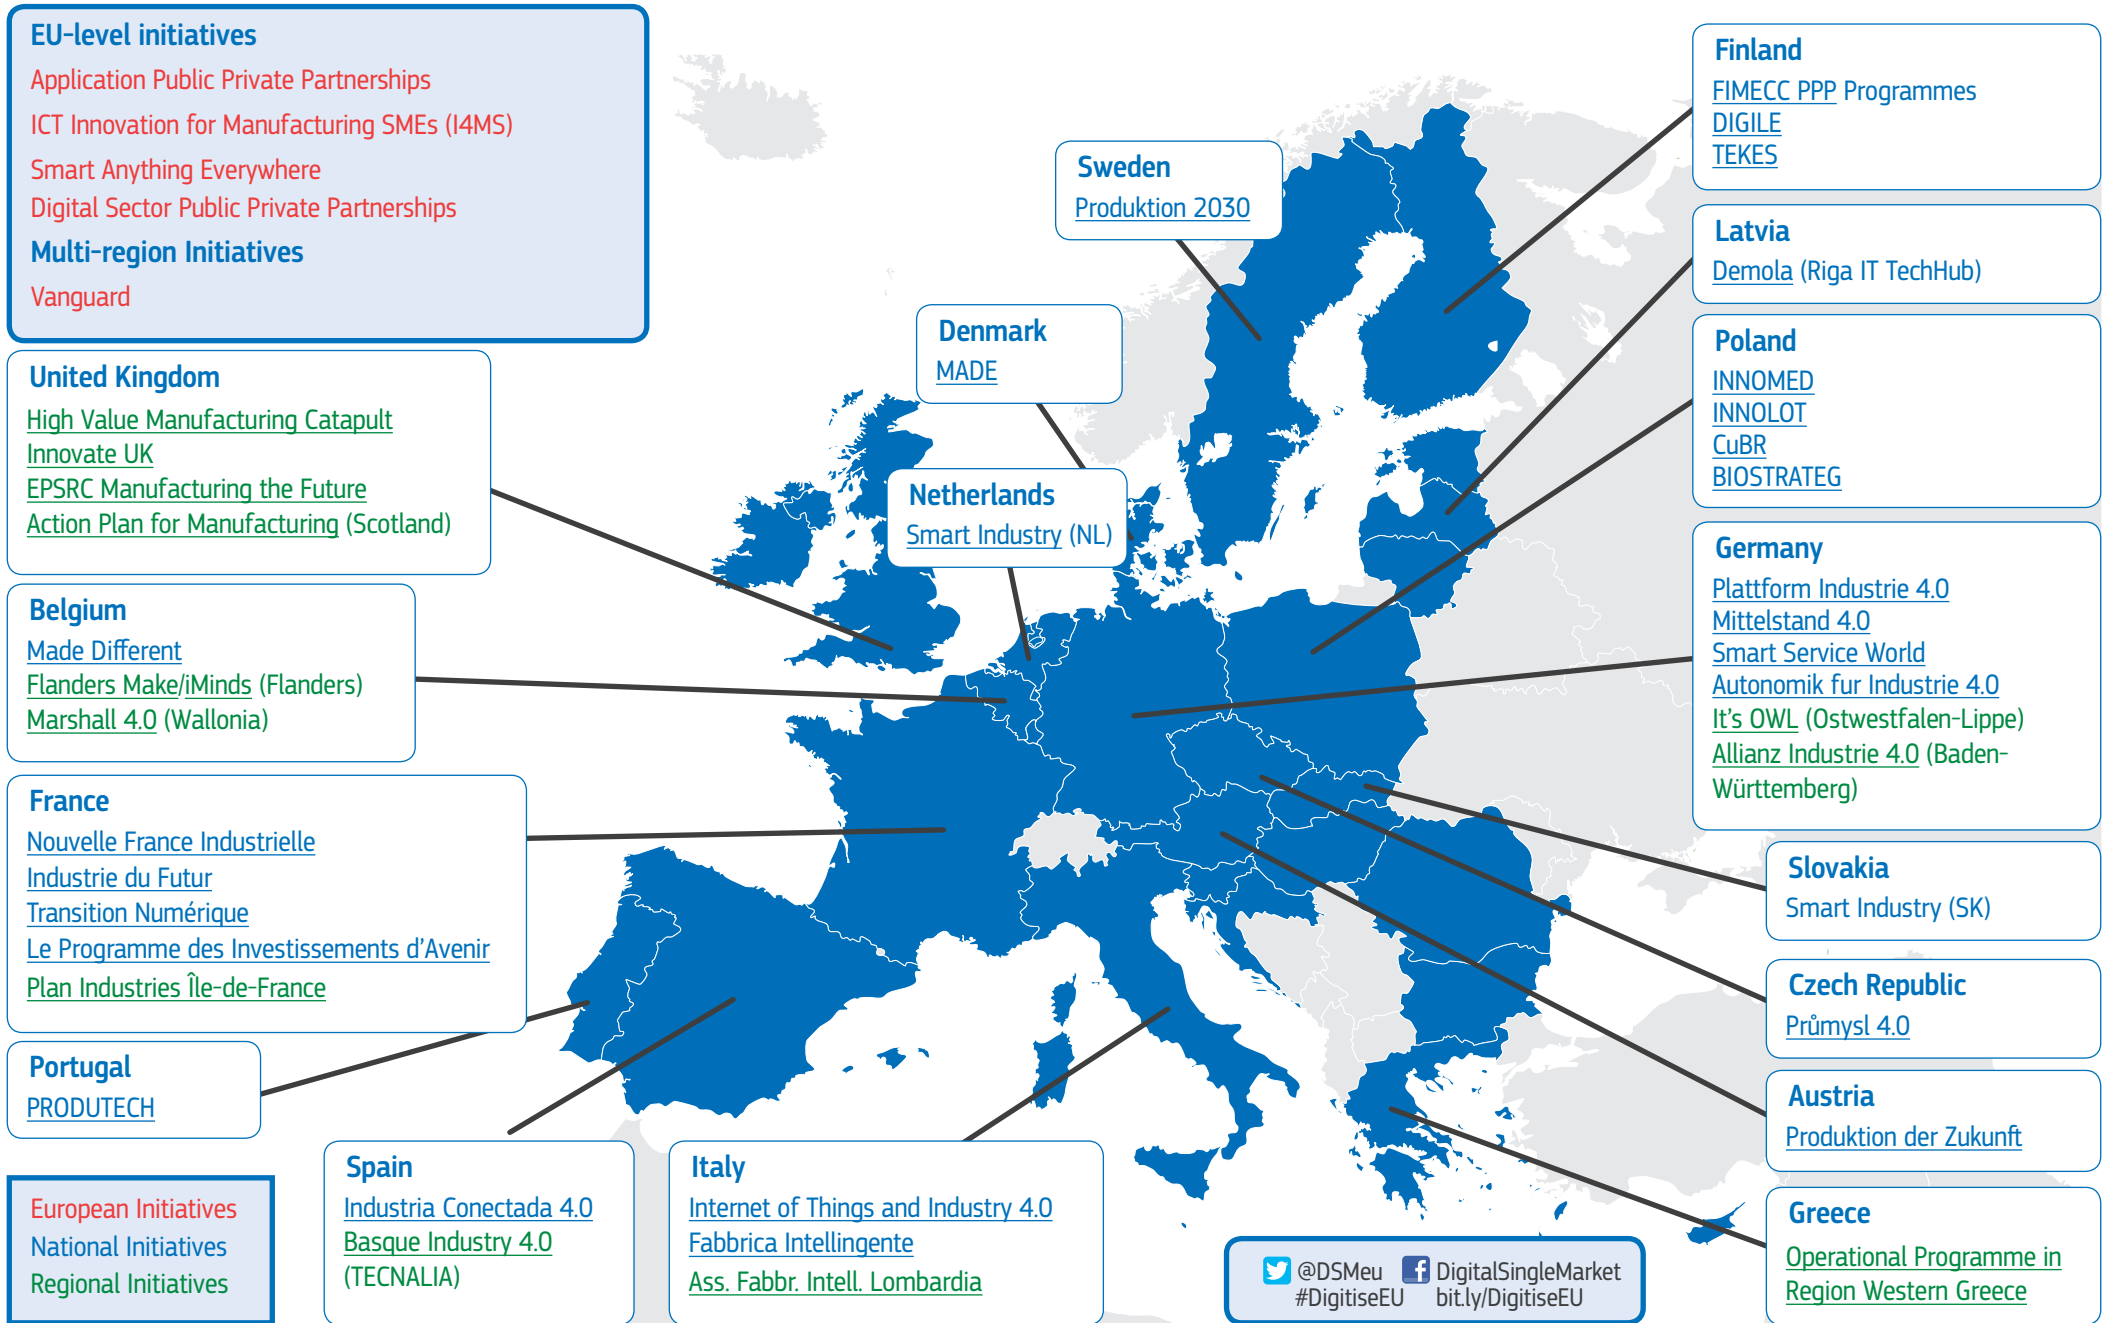 EU-level initiatives
Application Public Private Partnerships
ICT Innovation for Manufacturing SMEs (I4MS)
Smart Anything Everywhere
Digital Sector Public Private Partnerships
Multi-region Initiatives
Vanguard
United Kingdom
High Value Manufacturing Catapult
Innovate UK
EPSRC Manufacturing the Future
Action Plan for Manufacturing (Scotland)
Belgium
Made Different
Flanders Make/iMinds (Flanders)
Marshall 4.0 (Wallonia)
France
Nouvelle France Industrielle
Industrie du Futur
Transition Numérique
Le Programme des Investissements d'Avenir
Plan Industries Île-de-France
Portugal
PRODUTECH
European Initiatives
National Initiatives
Regional Initiatives
Spain
Industria Conectada 4.0
Basque Industry 4.0
(TECNALIA)
Italy
Internet of Things and Industry 4.0
Fabbrica Intellingente
Ass. Fabbr. Intell. Lombardia
Sweden
Produktion 2030
Denmark
MADE
Netherlands
Smart Industry (NL)
Finland
FIMECC PPP Programmes
DIGILE
TEKES
Latvia
Demola (Riga IT TechHub)
Poland
INNOMED
INNOLOT
CuBR
BIOSTRATEG
Germany
Plattform Industrie 4.0
Mittelstand 4.0
Smart Service World
Autonomik fur Industrie 4.0
It's OWL (Ostwestfalen-Lippe)
Allianz Industrie 4.0 (Baden-
Württemberg)
Slovakia
Smart Industry (SK)
Czech Republic
Průmysl 4.0
Austria
Produktion der Zukunft
Greece
Operational Programme in
Region Western Greece
@DSMeu DigitalSingleMarket
#DigitiseEU bit.ly/DigitiseEU